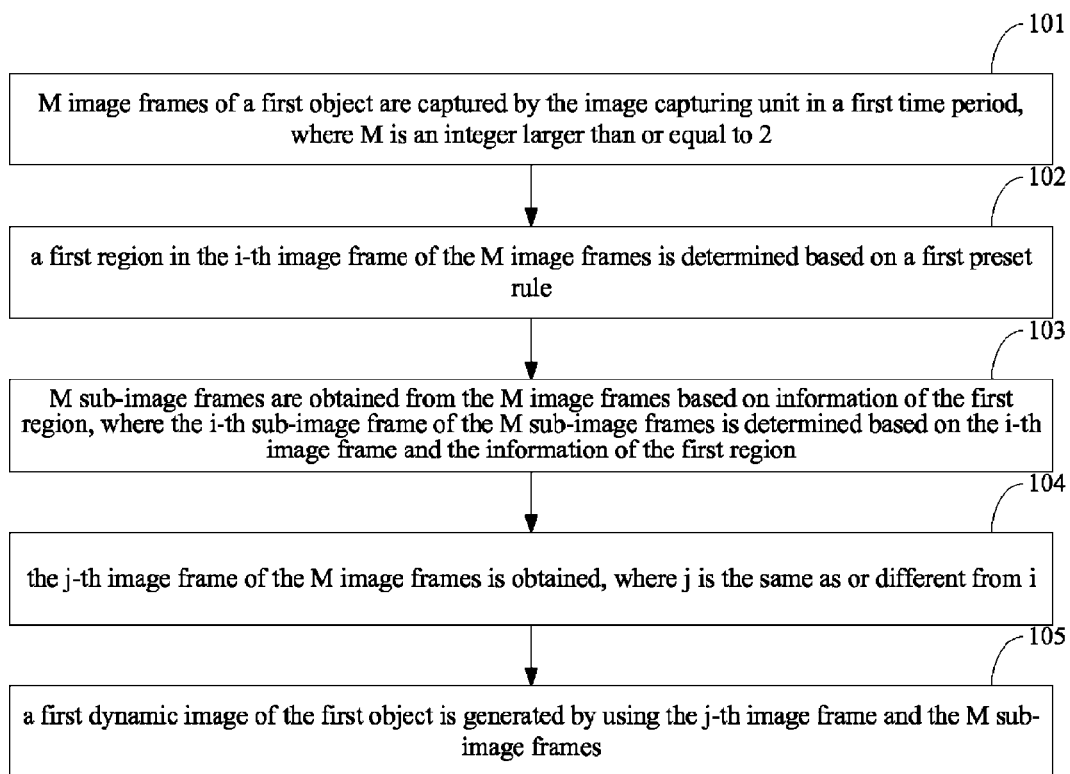 101
M image frames of a first object are captured by the image capturing unit in a first time period,
where M is an integer larger than or equal to 2
102
a first region in the i-th image frame of the M image frames is determined based on a first preset
rule
103
M sub-image frames are obtained from the M image frames based on information of the first
region, where the i-th sub-image frame of the M sub-image frames is determined based on the i-th
image frame and the information of the first region
104
the j-th image frame of the M image frames is obtained, where j is the same as or different from i
105
a first dynamic image of the first object is generated by using the j-th image frame and the M sub-
image frames